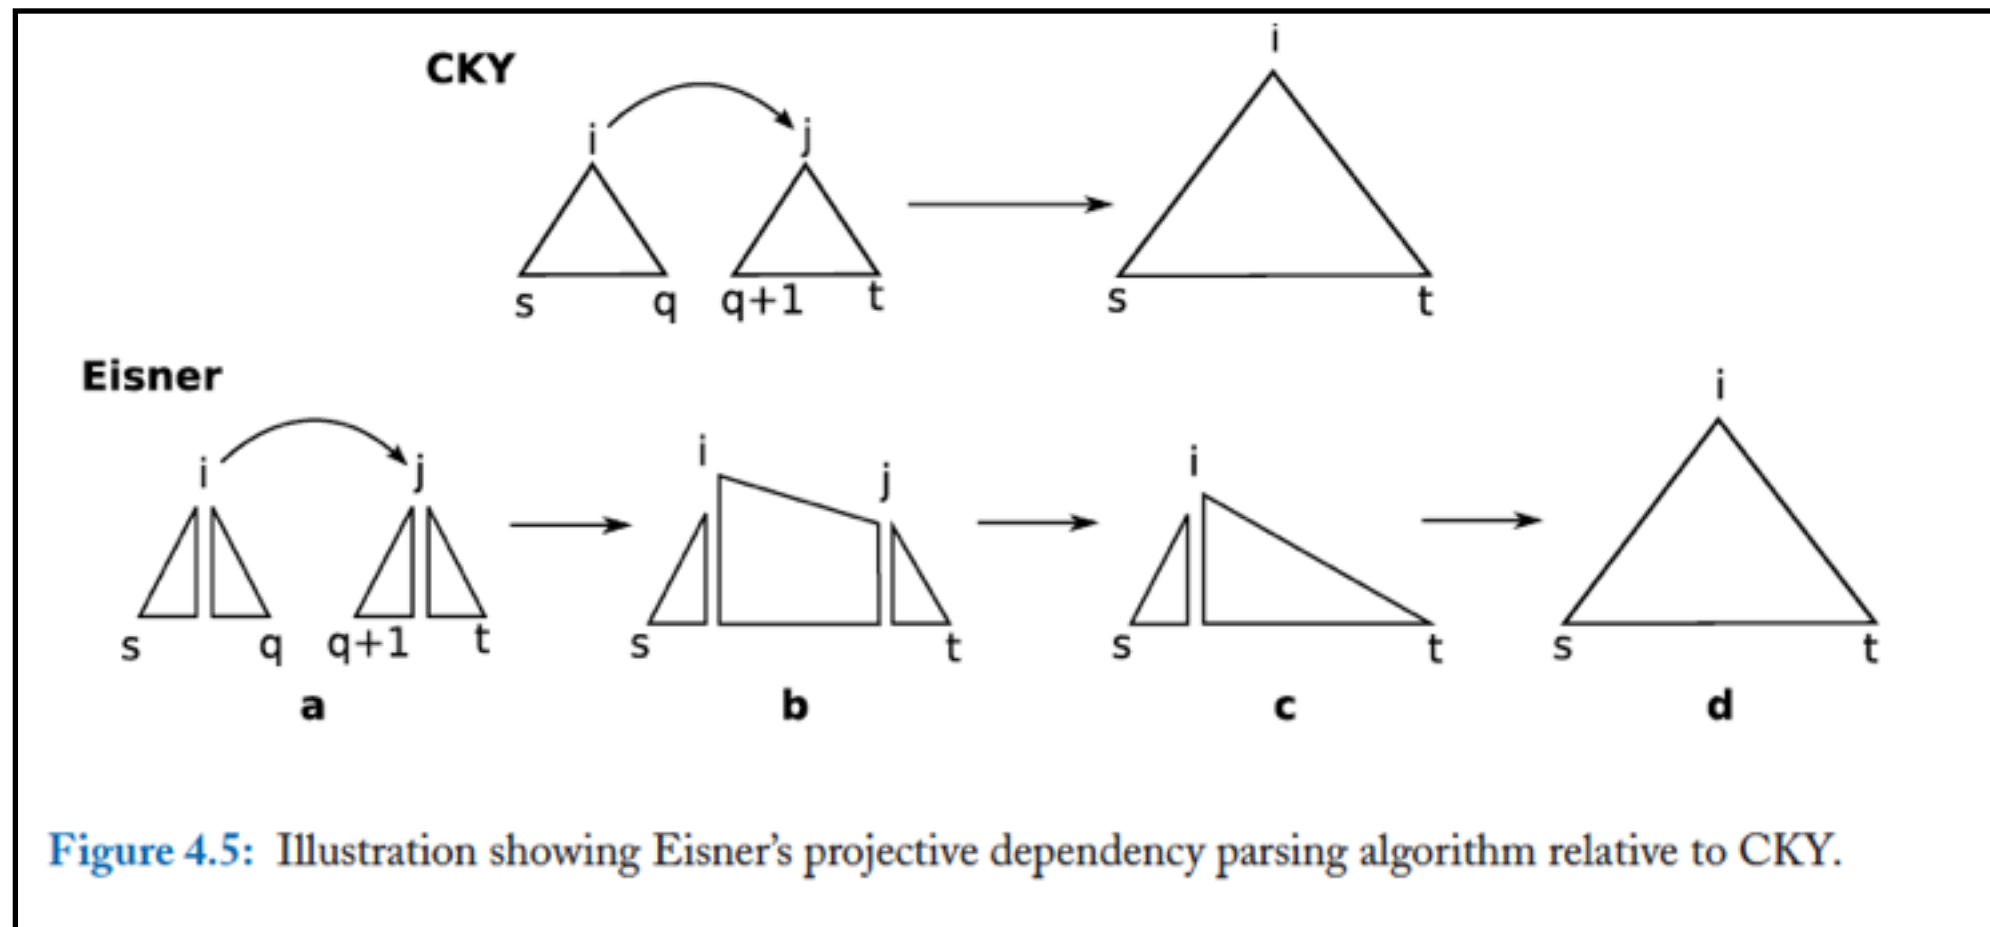 i
CKY
i j
s q q+1 t s t
Eisner
i
i j i j i
s q q+1 t s t s t s t
a b c d
Figure 4.5: Illustration showing Eisner's projective dependency parsing algorithm relative to CKY.